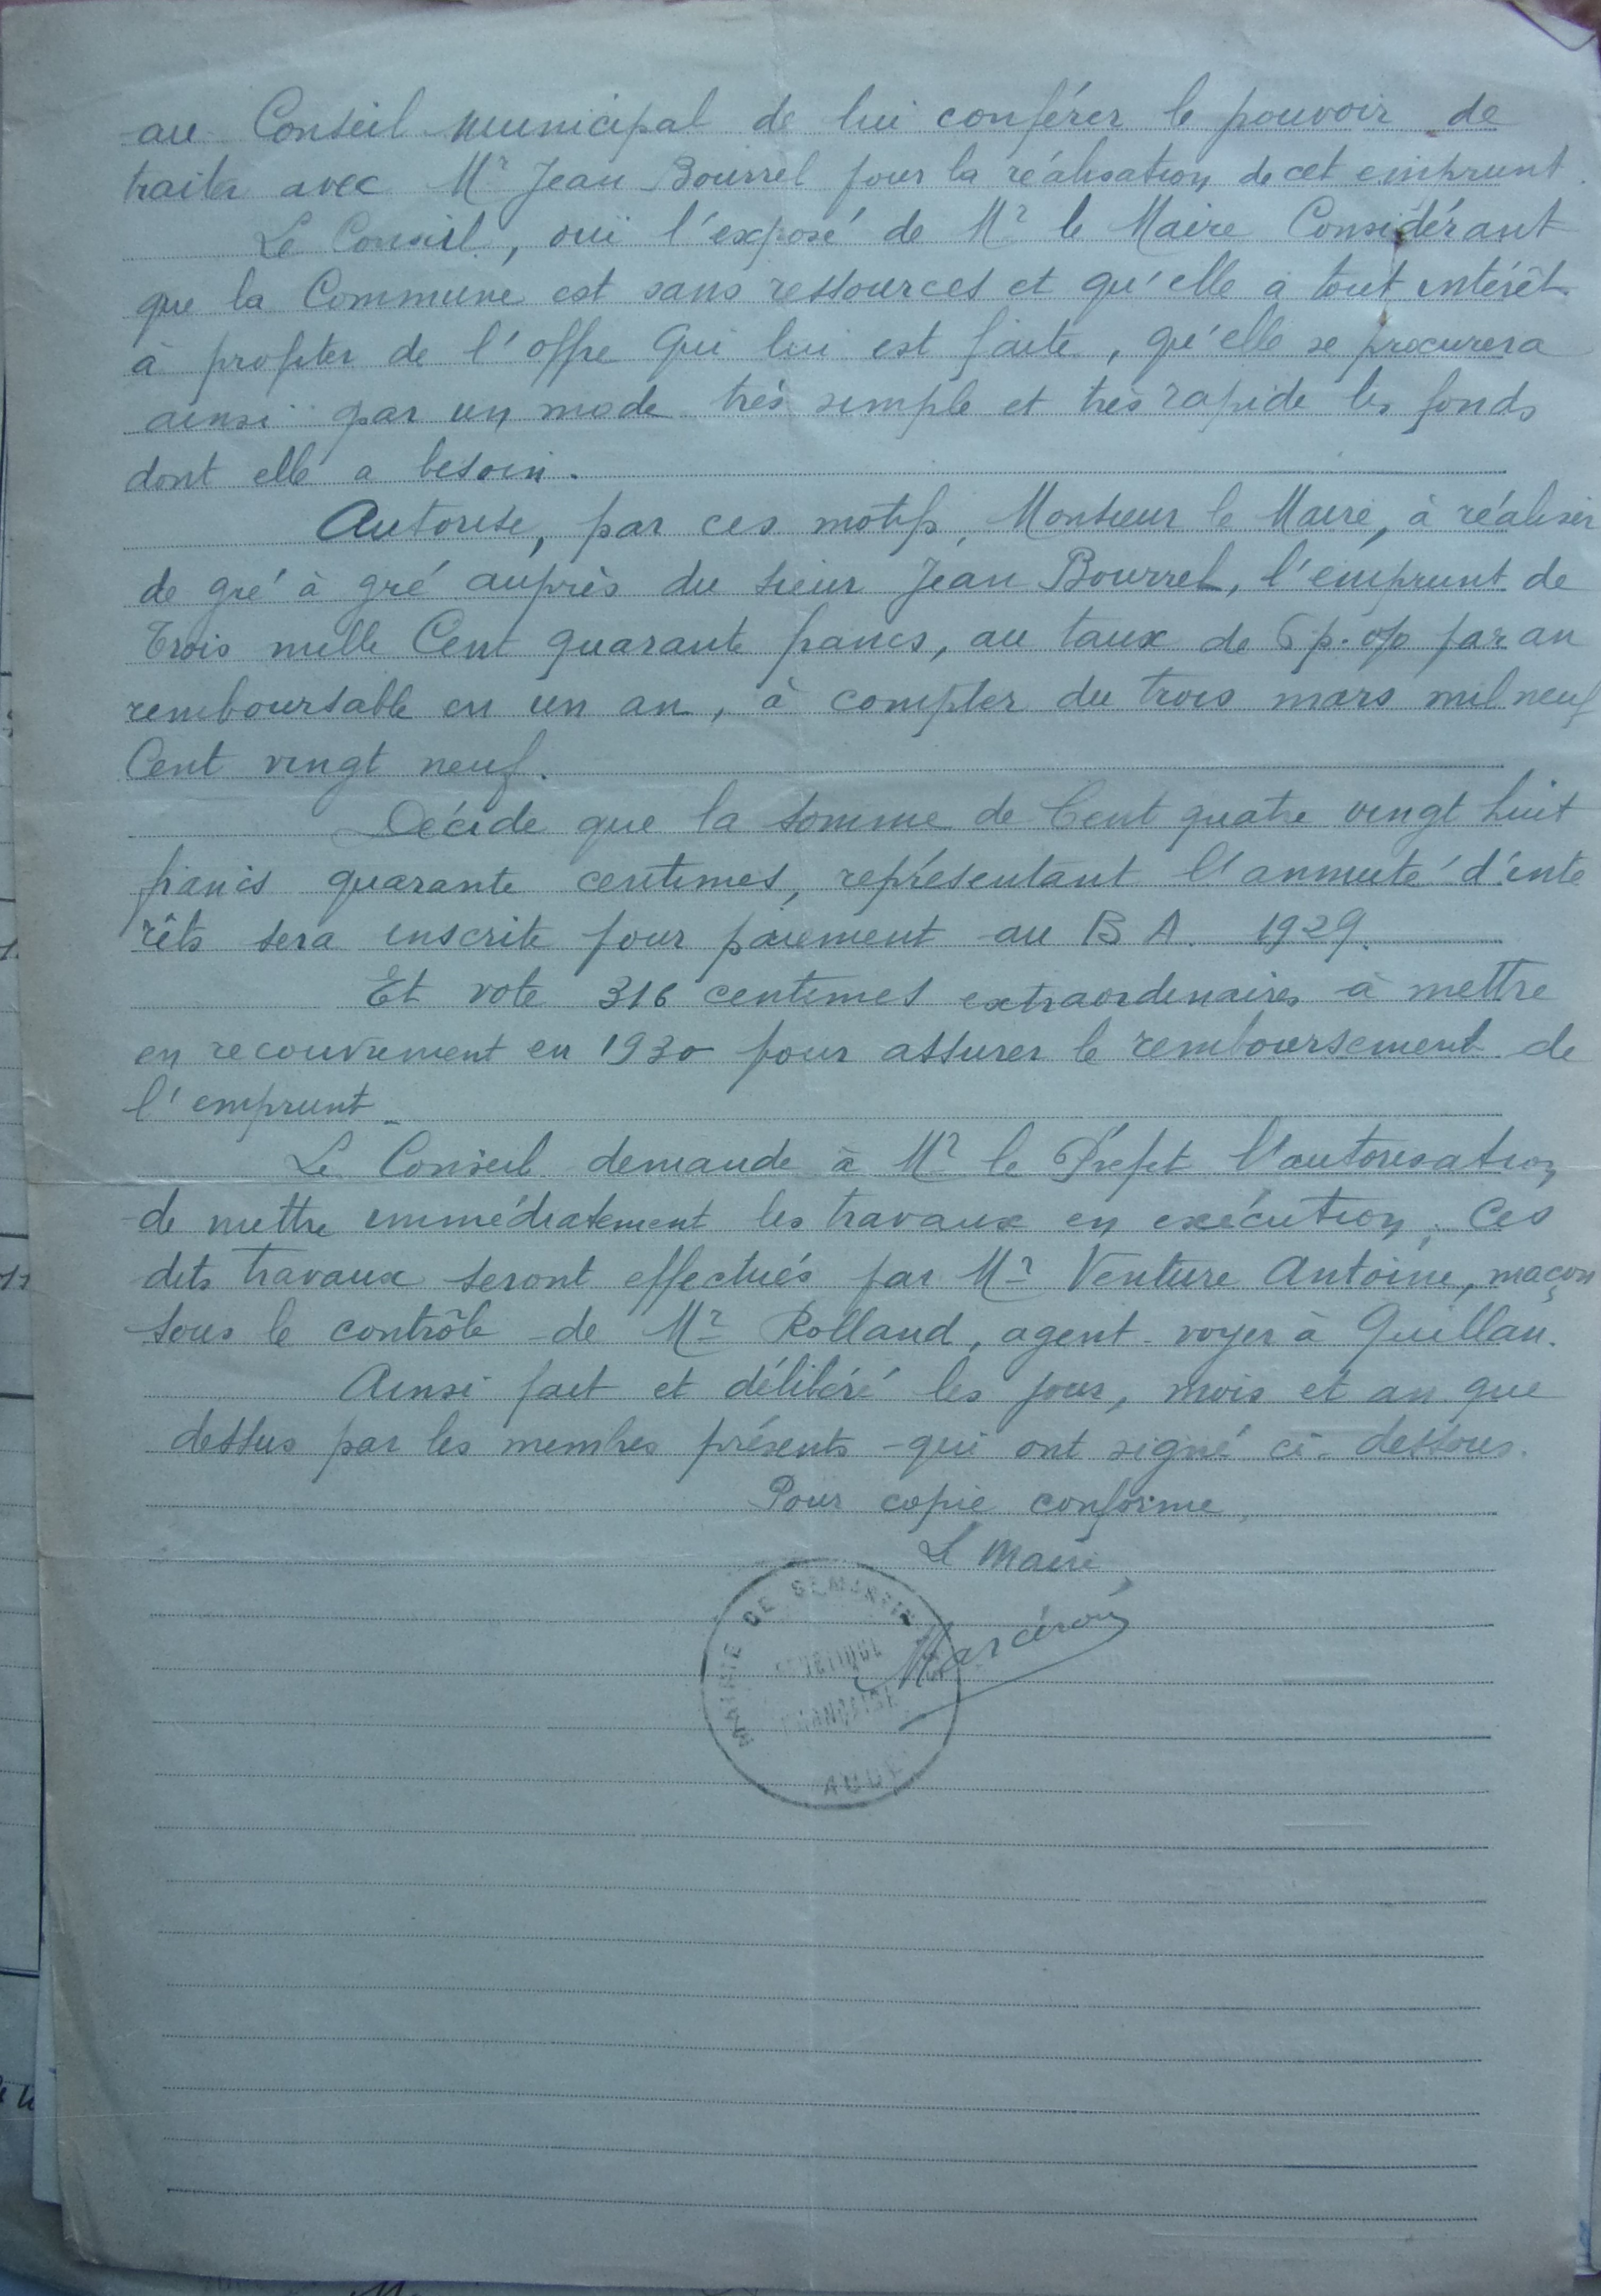 au Conseil municipal de lui conférer le pouvoir de
traiter avec Mr Jean Bourrel pour la réalisation de cet emprunt.
Le Conseil, ouï l'exposé de Mr le Maire Considérant
que la Commune est sans ressources et qu'elle a tout intérêt
à profiter de l'offre qui lui est faite, qu'elle se procurera
ainsi par un mode très simple et très rapide les fonds
dont elle a besoin.
Autorise, par ces motifs, Monsieur le Maire, à réaliser
de gré à gré auprès du sieur Jean Bourrel, l'emprunt de
Trois mille Cent quarante francs, au taux de 6 p. % par an
remboursable en un an, à compter du trois mars mil neuf
Cent vingt neuf.
Décide que la somme de Cent quatre vingt huit
francs quarante centimes, représentant l'annuité d'inté
rêts sera inscrite pour paiement au B A. 1929.
Et vote 316 centimes extraordinaires à mettre
en recouvrement en 1930 pour assurer le remboursement de
l'emprunt
Le Conseil demande à Mr le Préfet l'autorisation
de mettre immédiatement les travaux en exécution. Ces
dits travaux seront effectués par Mr Venture Antoine, maçon
sous le contrôle de Mr Rolland, agent-voyer à Quillan.
Ainsi fait et délibéré les jour, mois et an que
dessus par les membres présents qui ont signé ci-dessous.
Pour copie conforme,
Le Maire
MAIRIE DE ST MARTIN
RÉPUBLIQUE
FRANÇAISE
AUDE